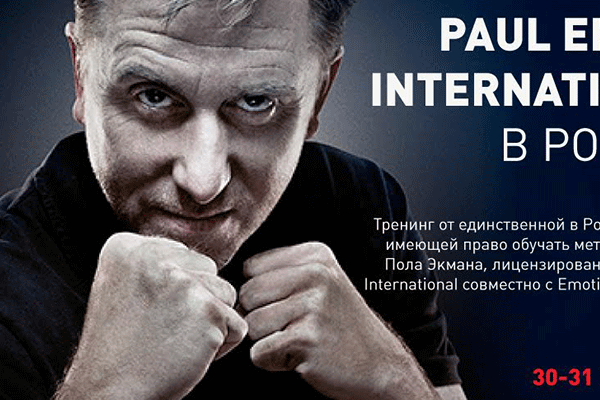 PAUL E
INTERNATI
В РО
Тренинг от единственной в Ро
имеющей право обучать мет
Пола Экмана, лицензирован
International совместно с Emoti
30-31